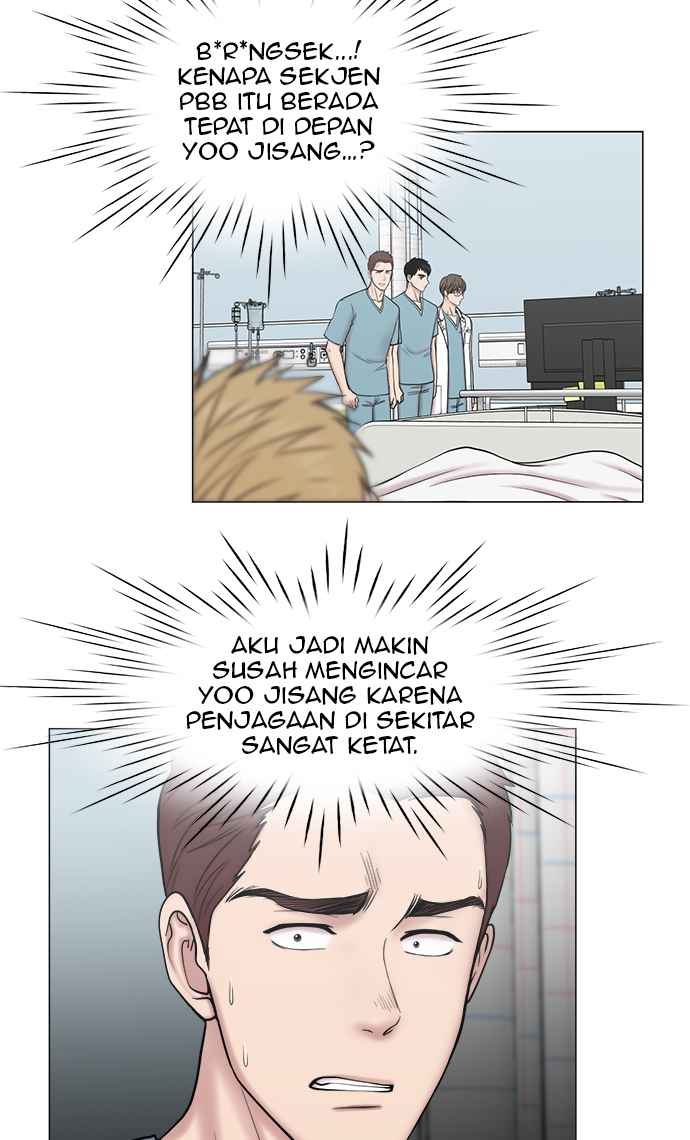 B*R*NGSEK...!
KENAPA SEKJEN
PBB ITU BERADA
TEPAT DI DEPAN
YOO JISANG...?
AKU JADI MAKIN
SUSAH MENGINCAR
YOO JISANG KARENA
PENJAGAAN DI SEKITAR
SANGAT KETAT.